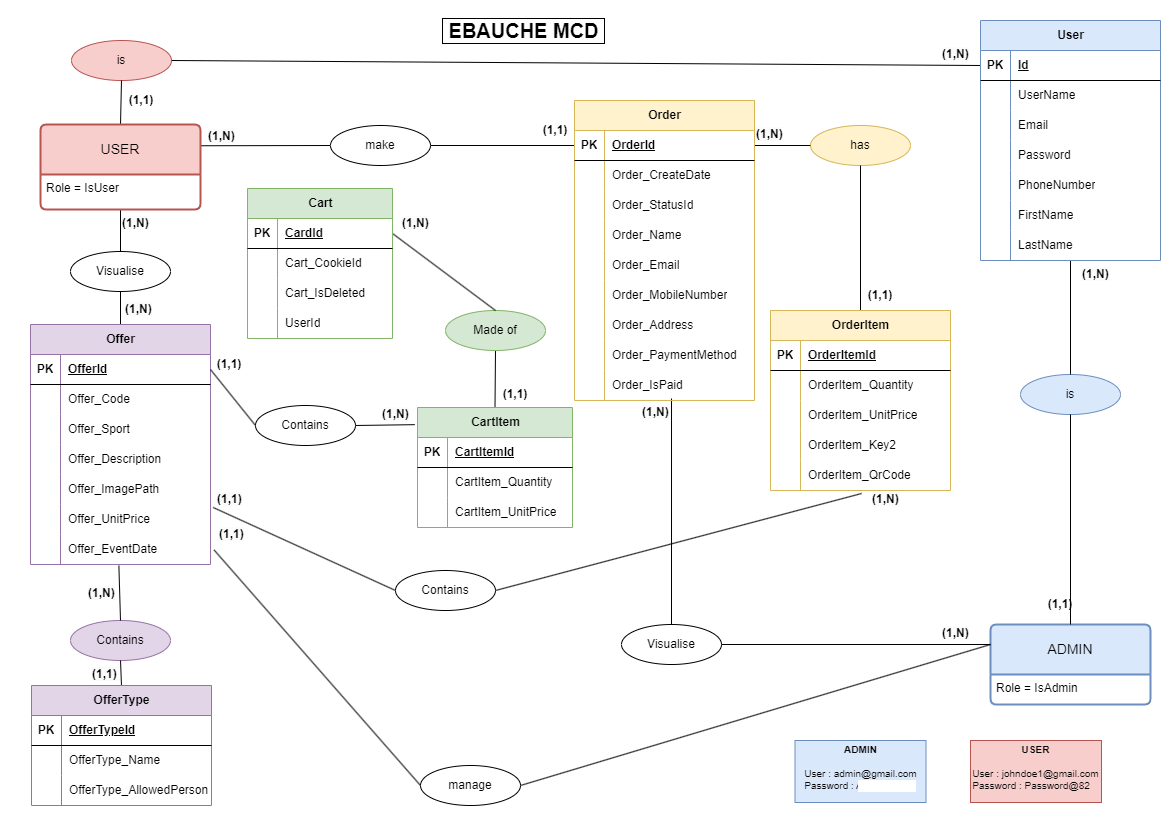 EBAUCHE MCD
is
(1,1)
(1,N)
USER
Role = IsUser
(1,N)
make
(1,1)
(1,N)
Visualise
(1,N)
User
PK Id
UserName
Email
Password
PhoneNumber
FirstName
LastName
(1,N)
is
(1,1)
Order
PK OrderId
Order_CreateDate
Order_StatusId
Order_Name
Order_Email
Order_MobileNumber
Order_Address
Order_PaymentMethod
Order_IsPaid
(1,N)
has
(1,1)
(1,N)
Cart
PK CardId
Cart_CookieId
Cart_IsDeleted
UserId
(1,N)
Made of
(1,1)
OrderItem
PK OrderItemId
OrderItem_Quantity
OrderItem_UnitPrice
OrderItem_Key2
OrderItem_QrCode
(1,N)
Offer
PK OfferId
Offer_Code
Offer_Sport
Offer_Description
Offer_ImagePath
Offer_UnitPrice
Offer_EventDate
(1,1)
Contains
(1,N)
CartItem
PK CartItemId
CartItem_Quantity
CartItem_UnitPrice
(1,1)
(1,1)
Contains
(1,N)
Contains
(1,1)
OfferType
PK OfferTypeId
OfferType_Name
OfferType_AllowedPerson
Visualise
(1,N)
ADMIN
Role = IsAdmin
manage
ADMIN
User : admin@gmail.com
Password :
USER
User : johndoe1@gmail.com
Password : Password@82